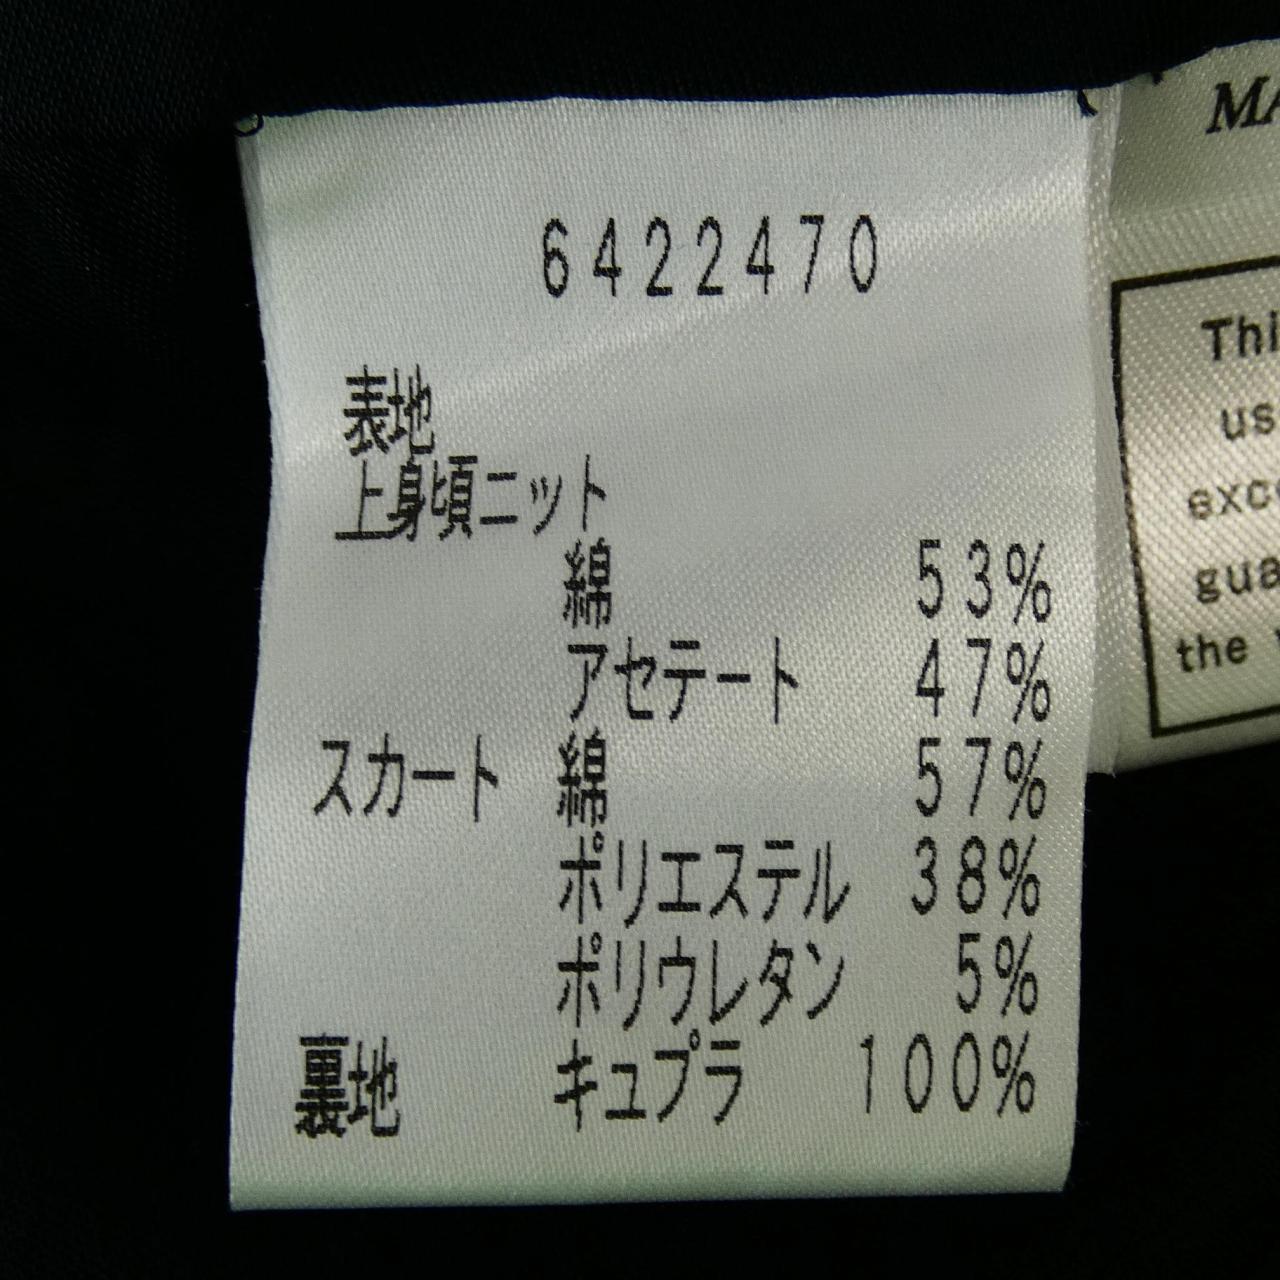 6422470
表地
上身頃ニット
綿 53%
アセテート 47%
スカート 綿 57%
ポリエステル 38%
ポリウレタン 5%
裏地 キュプラ 100%
MA
Thi
us
exc
gua
the